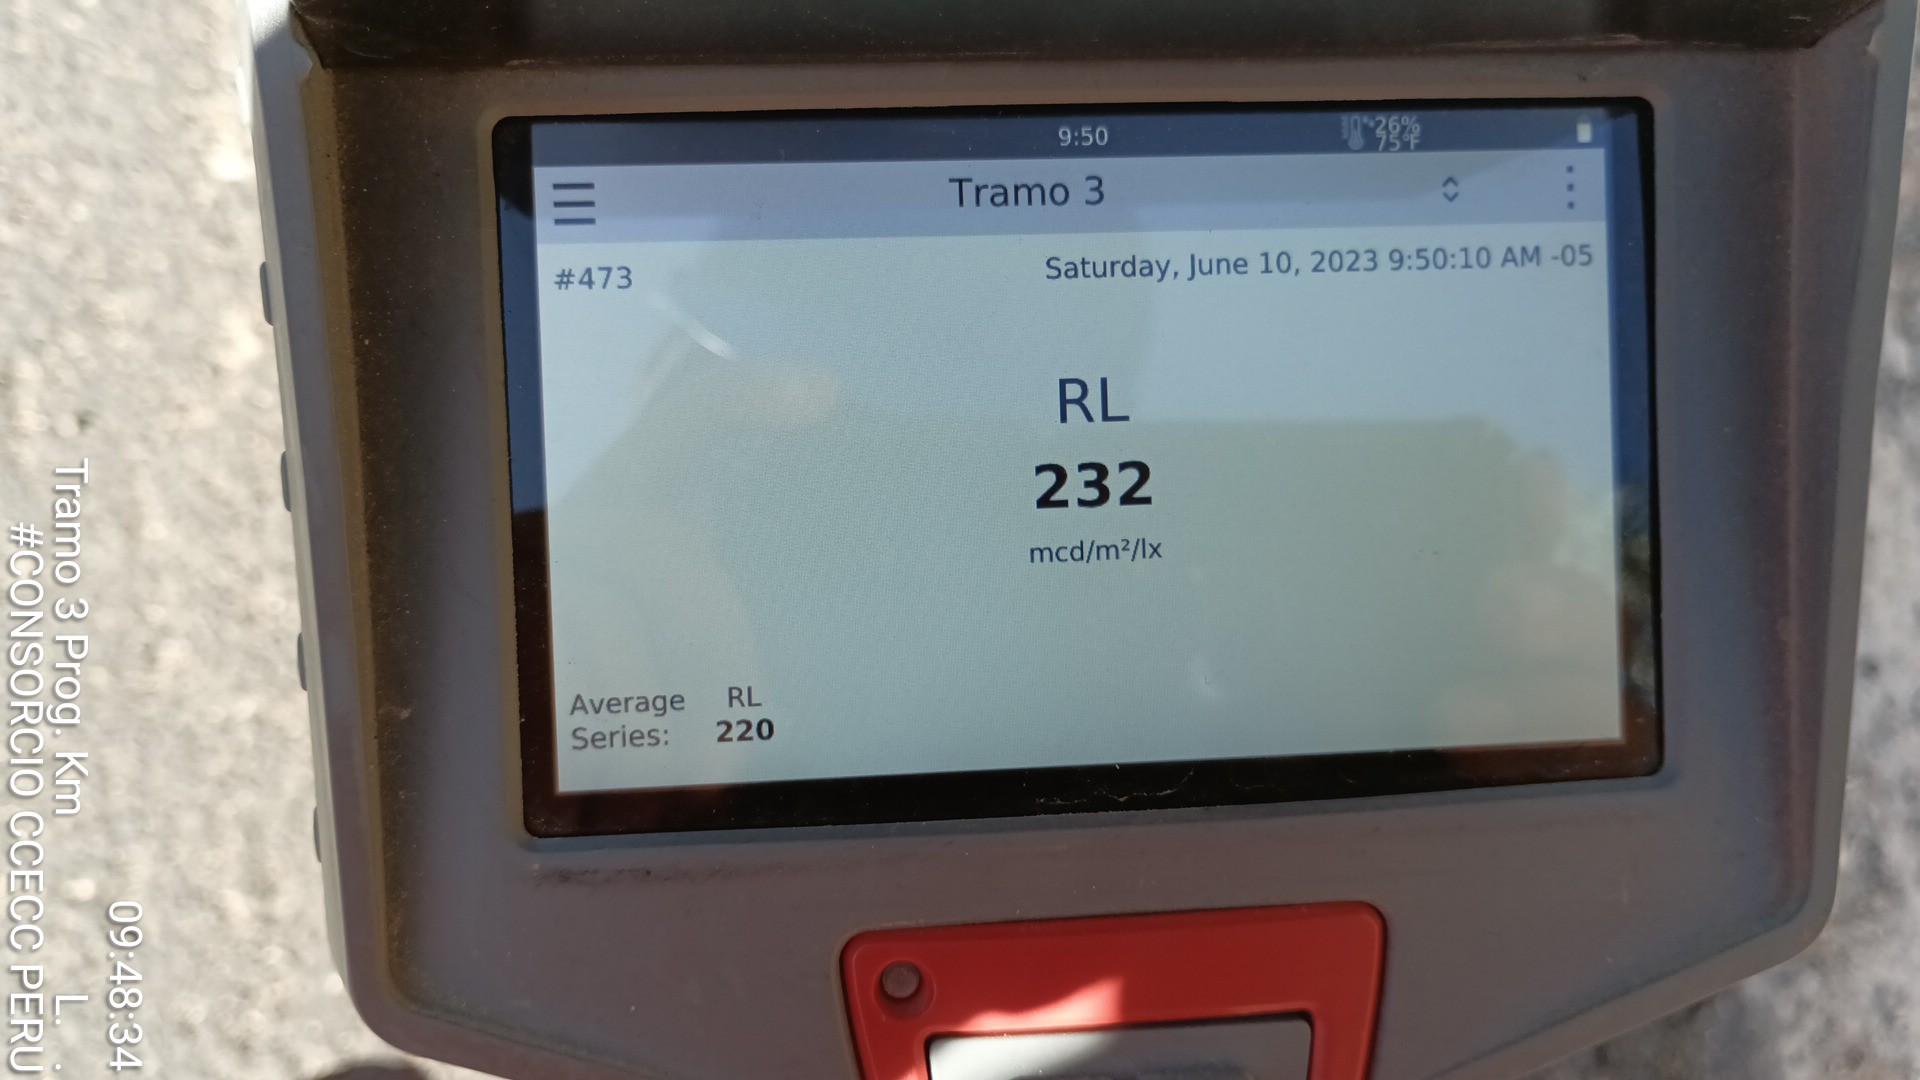 9:50
26%
75°F
Tramo 3
#473
Saturday, June 10, 2023 9:50:10 AM -05
RL
232
mcd/m²/lx
Average RL
Series: 220
09:48:34
Tramo 3 Prog. Km L. .
#CONSORCIO CCECC PERU